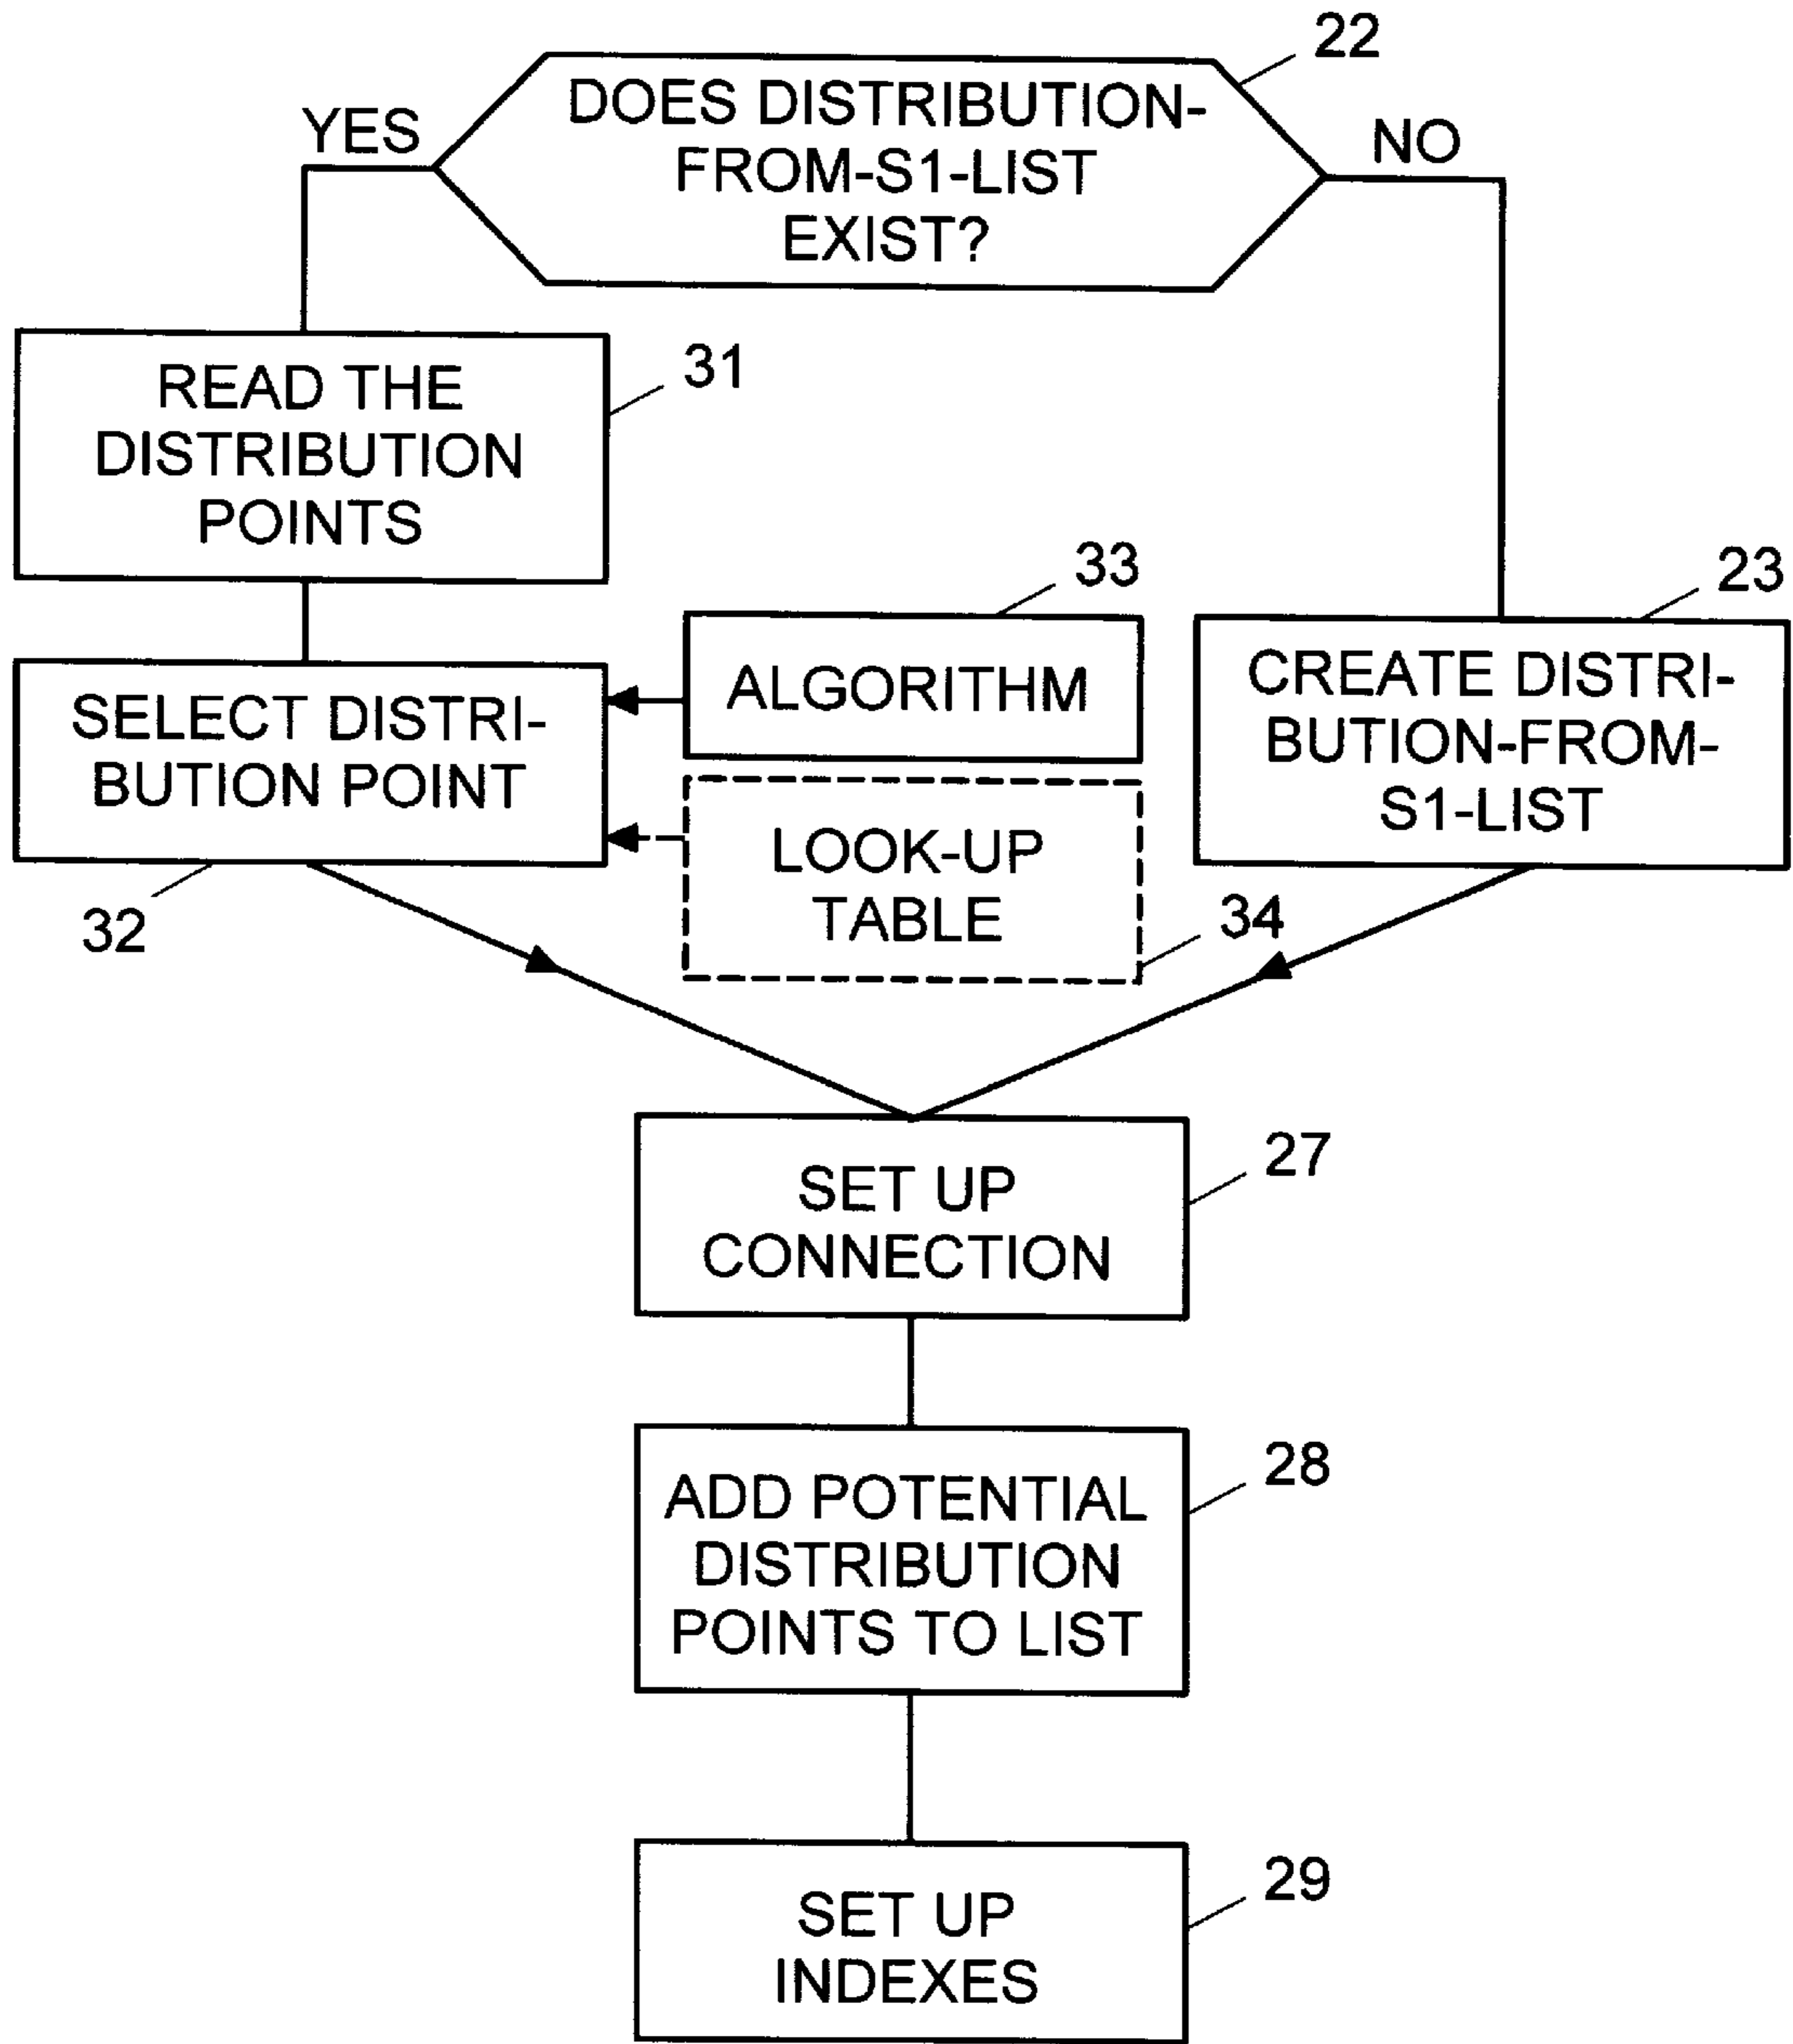 22
DOES DISTRIBUTION-
FROM-S1-LIST
EXIST?
YES
NO
READ THE
DISTRIBUTION
POINTS
31
SELECT DISTRI-
BUTION POINT
32
33
ALGORITHM
LOOK-UP
TABLE
34
23
CREATE DISTRI-
BUTION-FROM-
S1-LIST
SET UP
CONNECTION
27
ADD POTENTIAL
DISTRIBUTION
POINTS TO LIST
28
SET UP
INDEXES
29